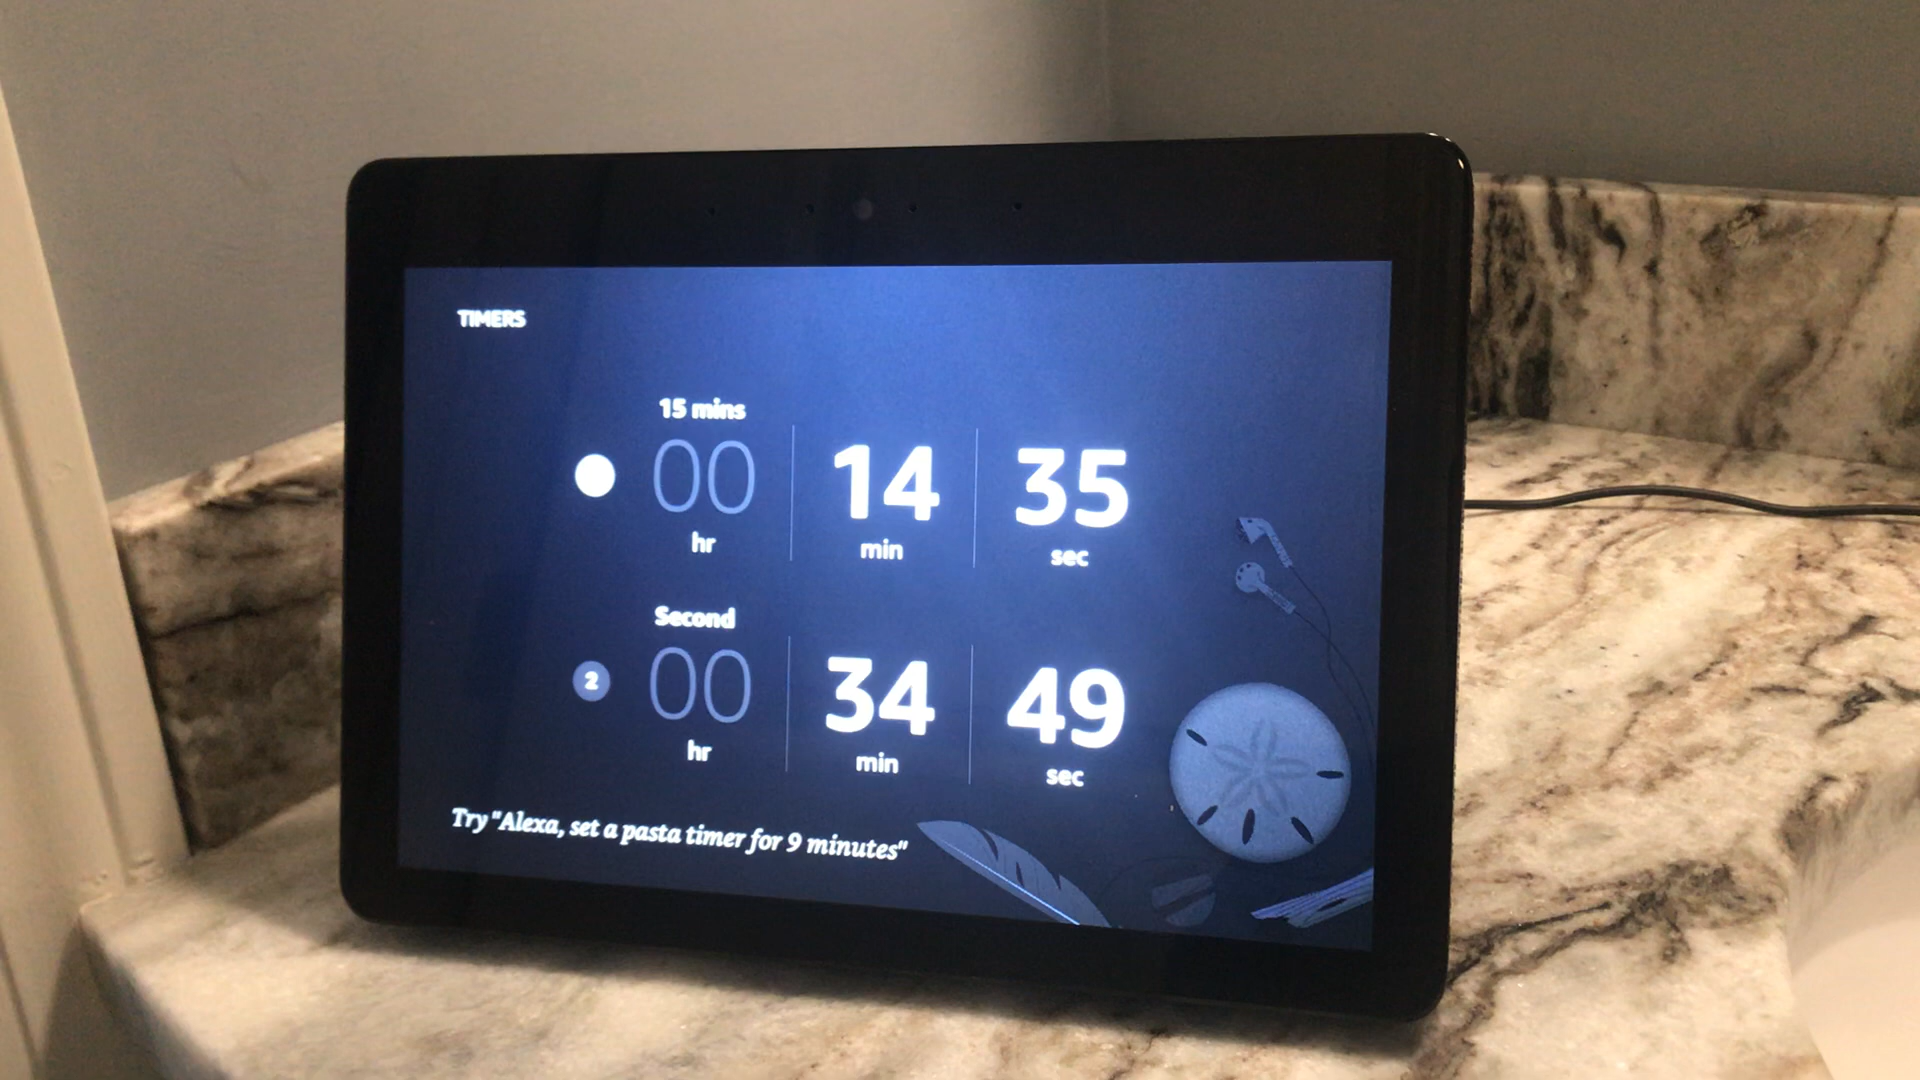 TIMERS
15 mins
00 14 35
hr min sec
Second
2 00 34 49
hr min sec
Try "Alexa, set a pasta timer for 9 minutes"